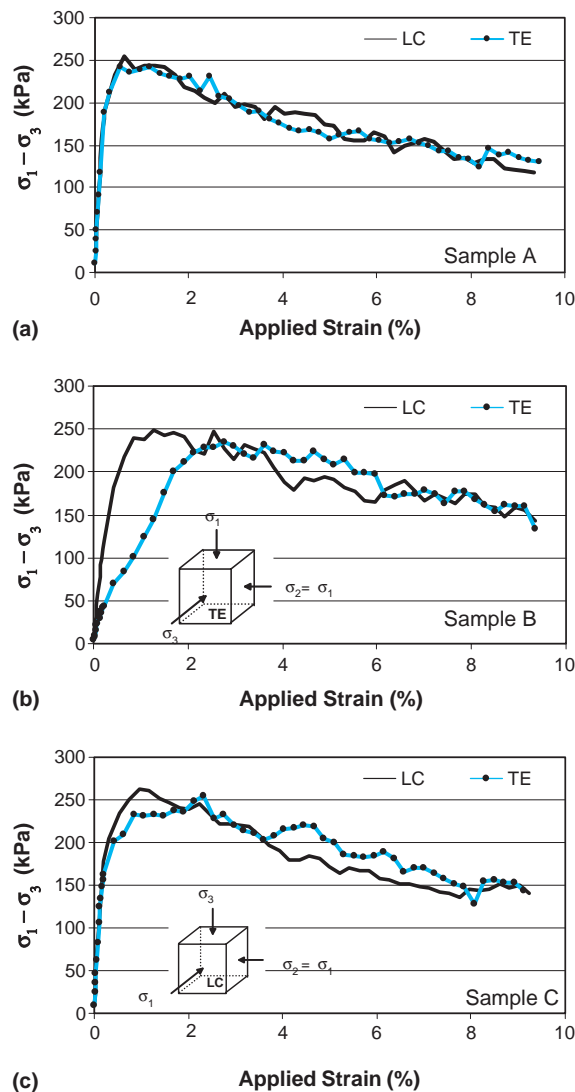 LC TE
300
250
200
150
100
50
0
σ1 – σ3 (kPa)
Sample A
0 2 4 6 8 10
(a) Applied Strain (%)
LC TE
300
250
200
150
100
50
0
σ1 – σ3 (kPa)
σ1
σ2= σ1
TE
σ3
Sample B
0 2 4 6 8 10
(b) Applied Strain (%)
LC TE
300
250
200
150
100
50
0
σ1 – σ3 (kPa)
σ3
σ2= σ1
LC
σ1
Sample C
0 2 4 6 8 10
Applied Strain (%)
(c)